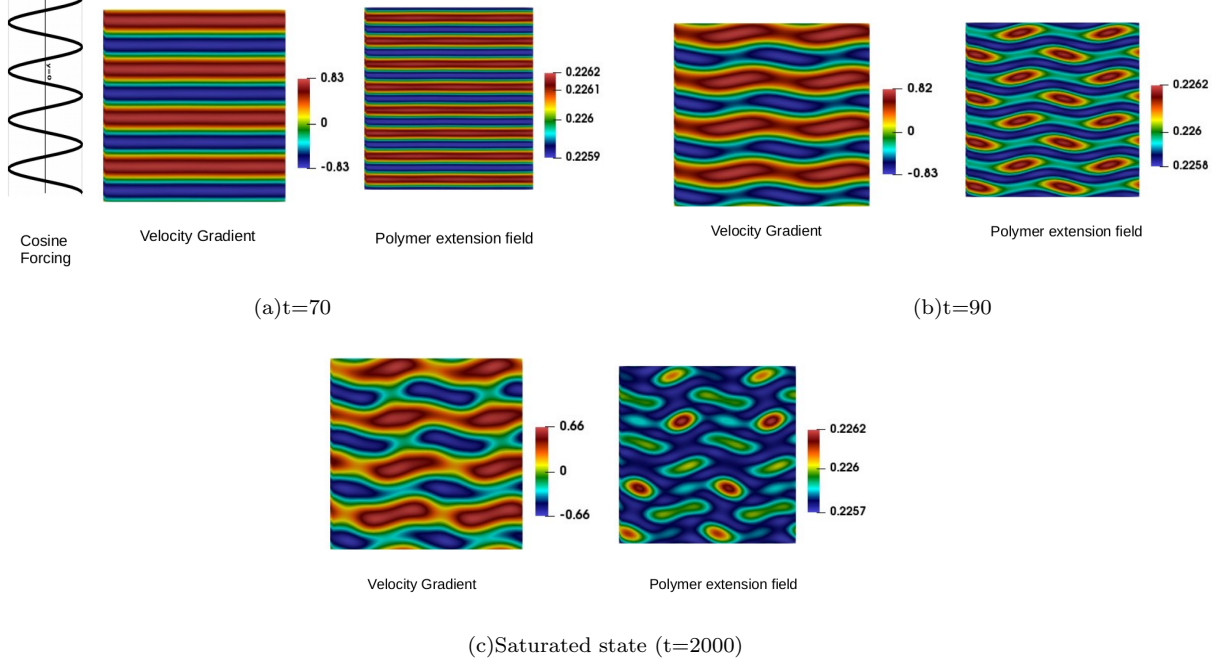 y=0
0.83
0
-0.83
0.2262
0.2261
0.226
0.2259
0.82
0
-0.83
0.2262
0.226
0.2258
Cosine
Forcing
Velocity Gradient
Polymer extension field
Velocity Gradient
Polymer extension field
(a)t=70
(b)t=90
0.66
0
-0.66
0.2262
0.226
0.2257
Velocity Gradient
Polymer extension field
(c)Saturated state (t=2000)